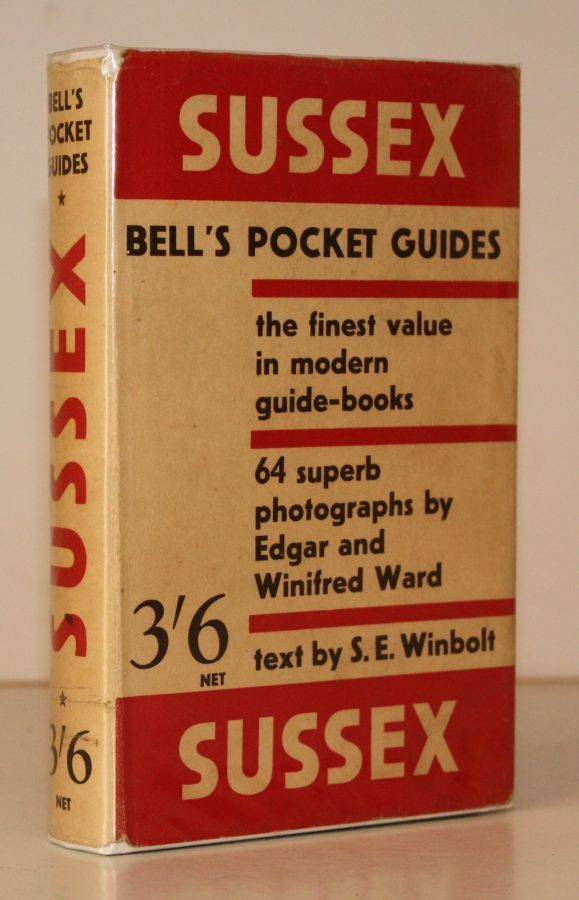 BELL'S
POCKET
GUIDES
SUSSEX
3'6
NET
SUSSEX
BELL'S POCKET GUIDES
the finest value
in modern
guide-books
64 superb
photographs by
Edgar and
Winifred Ward
3'6
NET
text by S. E. Winbolt
SUSSEX